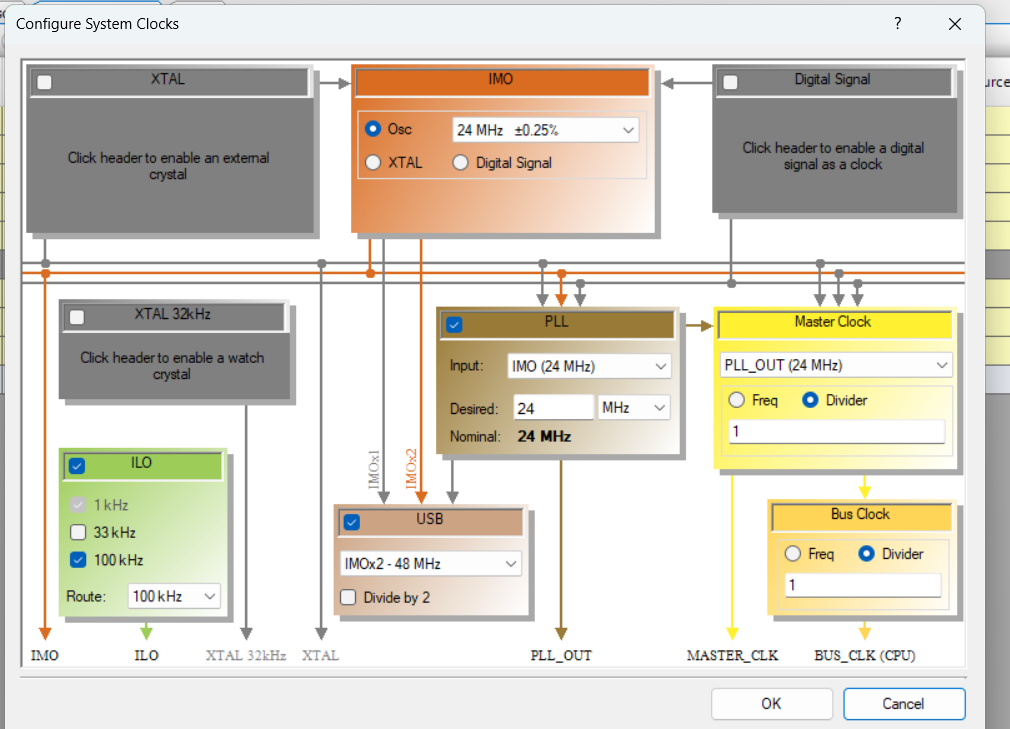 Configure System Clocks
?
XTAL
Click header to enable an external
crystal
IMO
Osc
24 MHz ±0.25%
XTAL
Digital Signal
Digital Signal
Click header to enable a digital
signal as a clock
XTAL 32kHz
Click header to enable a watch
crystal
PLL
Input:
IMO (24 MHz)
Desired:
24
MHz
Nominal:
24 MHz
Master Clock
PLL_OUT (24 MHz)
Freq
Divider
1
ILO
1 kHz
33 kHz
100 kHz
Route:
100 kHz
IMOx1
IMOx2
USB
IMOx2 - 48 MHz
Divide by 2
Bus Clock
Freq
Divider
1
IMO
ILO
XTAL 32kHz
XTAL
PLL_OUT
MASTER_CLK
BUS_CLK (CPU)
OK
Cancel